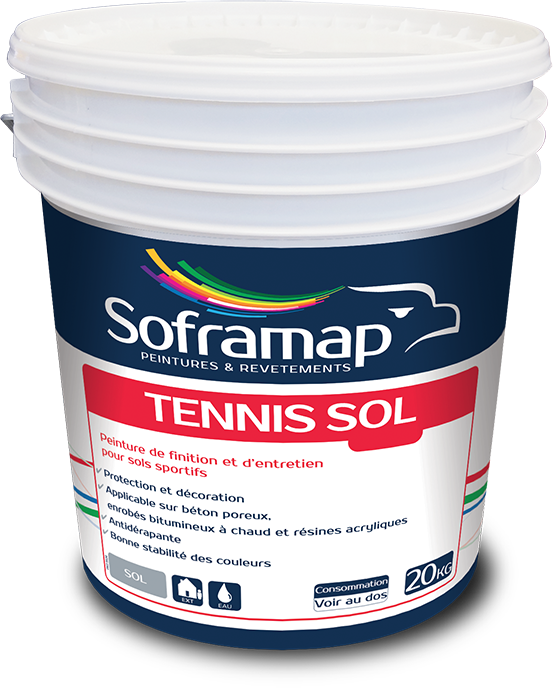 Soframap
PEINTURES & REVETEMENTS
TENNIS SOL
Peinture de finition et d'entretien
pour sols sportifs
Protection et décoration
Applicable sur béton poreux,
enrobés bitumineux à chaud et résines acryliques
Antidérapante
Bonne stabilité des couleurs
SOL
EXT
EAU
Consommation
Voir au dos
20KG